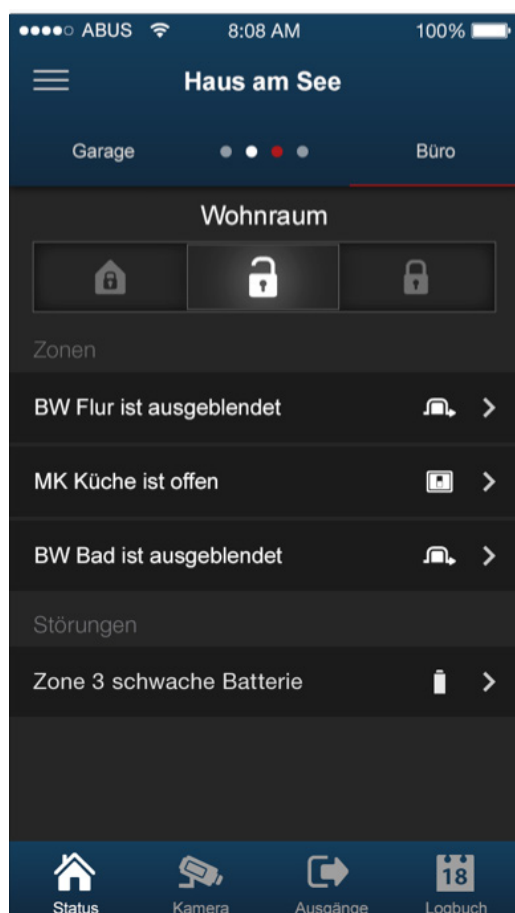 ABUS 8:08 AM 100%
Haus am See
Garage Büro
Wohnraum
Zonen
BW Flur ist ausgeblendet
MK Küche ist offen
BW Bad ist ausgeblendet
Störungen
Zone 3 schwache Batterie
18
Status Kamera Ausgänge Logbuch